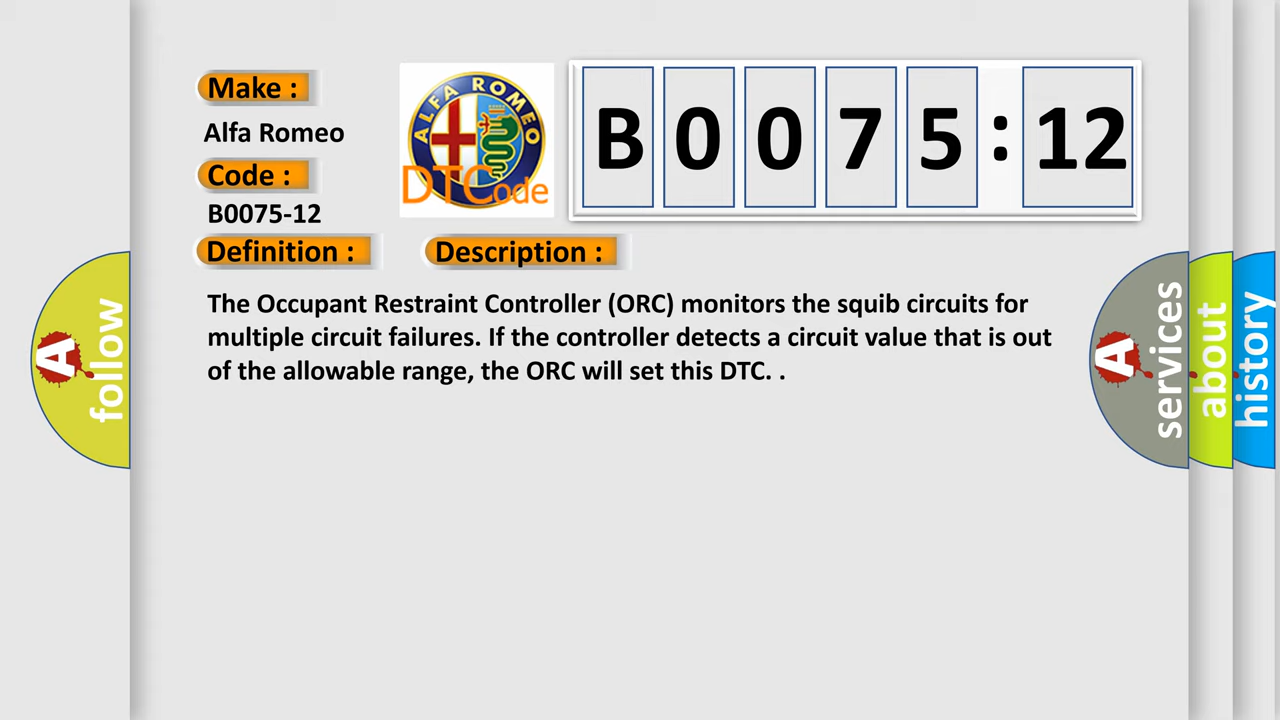 Make :
Alfa Romeo
Code :
B0075-12
ALFA ROMEO
DTCode
B0075:12
Definition :
Description :
The Occupant Restraint Controller (ORC) monitors the squib circuits for
multiple circuit failures. If the controller detects a circuit value that is out
of the allowable range, the ORC will set this DTC. .
A
follow
A
services
about
history